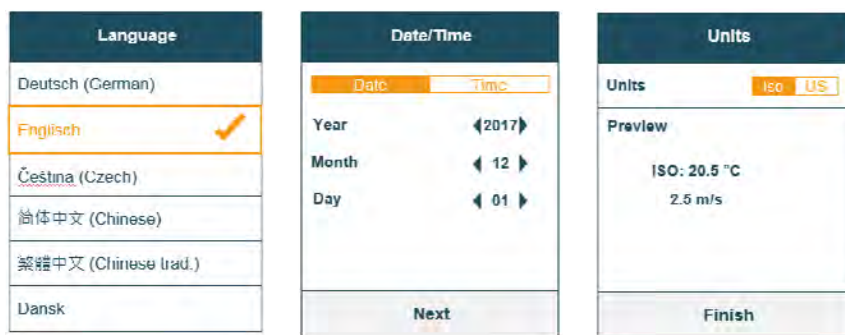 Language
Deutsch (German)
Englisch
Čeština (Czech)
简体中文 (Chinese)
繁體中文 (Chinese trad.)
Dansk
Date/Time
Date Time
Year 2017
Month 12
Day 01
Next
Units
Units Iso US
Preview
ISO: 20.5 °C
2.5 m/s
Finish